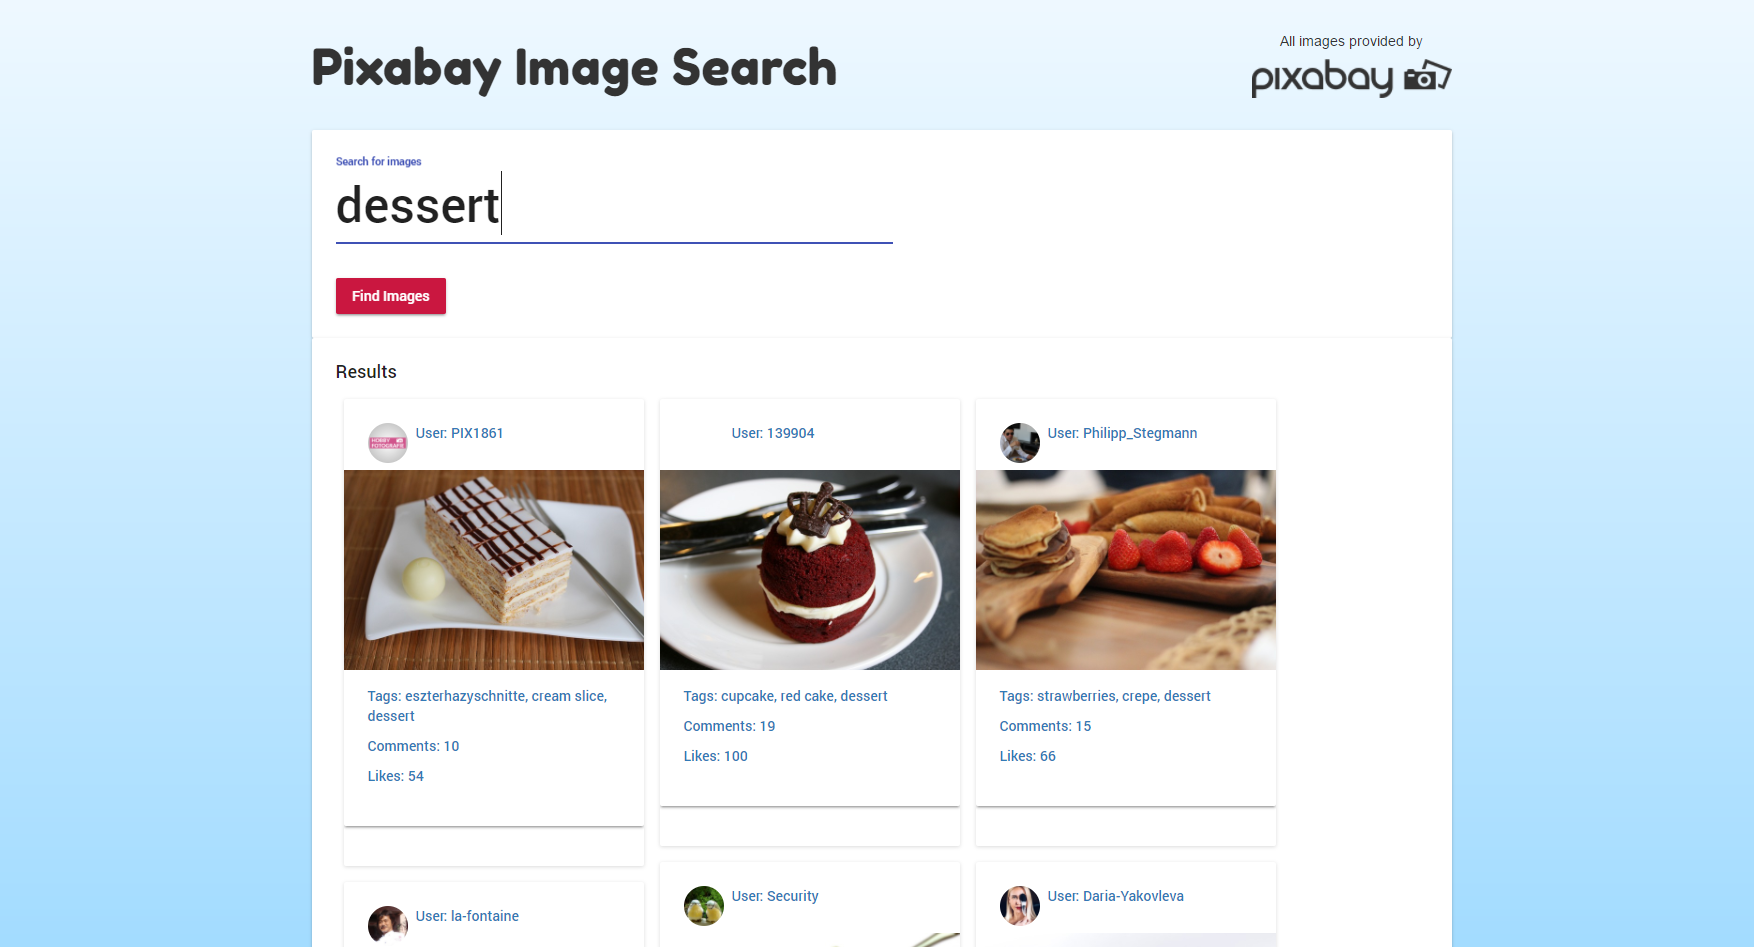 Pixabay Image Search
All images provided by
pixabay
Search for images
dessert
Find Images
Results
User: PIX1861
Tags: eszterhazyschnitte, cream slice,
dessert
Comments: 10
Likes: 54
User: 139904
Tags: cupcake, red cake, dessert
Comments: 19
Likes: 100
User: Philipp_Stegmann
Tags: strawberries, crepe, dessert
Comments: 15
Likes: 66
User: la-fontaine
User: Security
User: Daria-Yakovleva